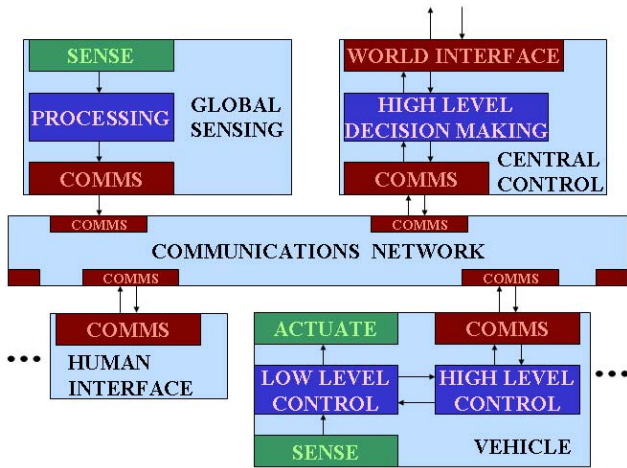 SENSE
PROCESSING
COMMS
GLOBAL
SENSING
WORLD INTERFACE
HIGH LEVEL
DECISION MAKING
COMMS
CENTRAL
CONTROL
COMMS
COMMS
COMMUNICATIONS NETWORK
COMMS
COMMS
COMMS
HUMAN
INTERFACE
ACTUATE
COMMS
LOW LEVEL
CONTROL
HIGH LEVEL
CONTROL
SENSE
VEHICLE